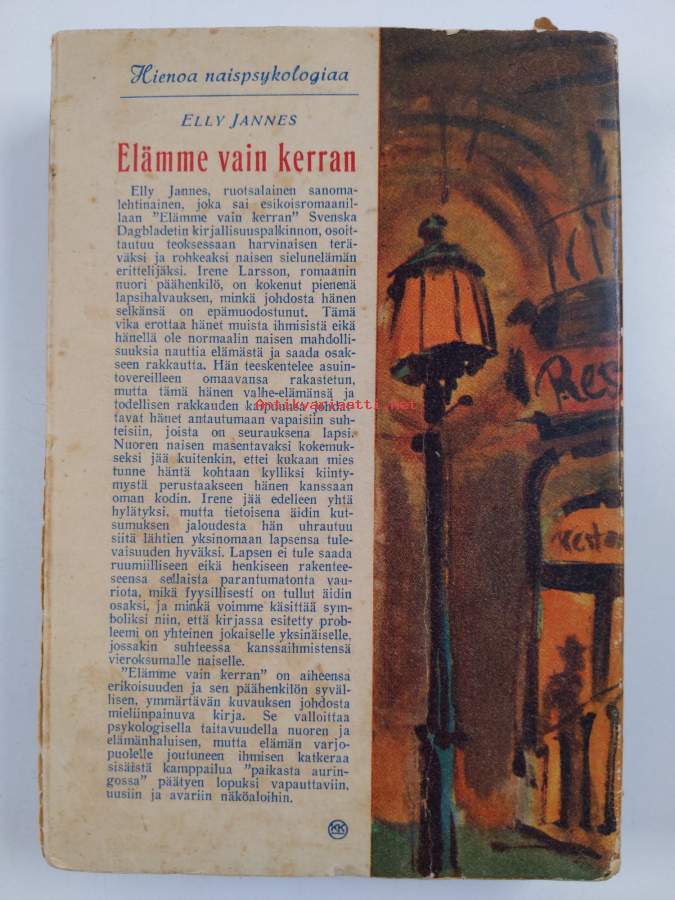 Hienoa naispsykologiaa
ELLY JANNES
Elämme vain kerran
Elly Jannes, ruotsalainen sanoma-
lehtinainen, joka sai esikoisromaanil-
laan "Elämme vain kerran" Svenska
Dagbladetin kirjallisuuspalkinnon, osoit-
tautuu teoksessaan harvinaisen terä-
väksi ja rohkeaksi naisen sielunelämän
erittelijäksi. Irene Larsson, romaanin
nuori päähenkilö, on kokenut pienenä
lapsihalvauksen, minkä johdosta hänen
selkänsä on epämuodostunut. Tämä
vika erottaa hänet muista ihmisistä eikä
hänellä ole normaalin naisen mahdolli-
suuksia nauttia elämästä ja saada osak-
seen rakkautta. Hän teeskentelee asuin-
tovereilleen omaavansa rakastetun,
mutta tämä hänen valhe-elämänsä ja
todellisen rakkauden kaipuunsa johdat-
tavat hänet antautumaan vapaisiin suh-
teisiin, joista on seurauksena lapsi.
Nuoren naisen masentavaksi kokemuk-
seksi jää kuitenkin, ettei kukaan mies
tunne häntä kohtaan kylliksi kiinty-
mystä perustaakseen hänen kanssaan
oman kodin. Irene jää edelleen yhtä
hylätyksi, mutta tietoisena äidin kut-
sumuksen jaloudesta hän uhrautuu
siitä lähtien yksinomaan lapsensa tule-
vaisuuden hyväksi. Lapsen ei tule saada
ruumiilliseen eikä henkiseen rakentee-
seensa sellaista parantumatonta vau-
riota, mikä fyysillisesti on tullut äidin
osaksi, ja minkä voimme käsittää sym-
boliksi niin, että kirjassa esitetty prob-
leemi on yhteinen jokaiselle yksinäiselle,
jossakin suhteessa kanssaihmistensä
vieroksumalle naiselle.
"Elämme vain kerran" on aiheensa
erikoisuuden ja sen päähenkilön syväl-
lisen, ymmärtävän kuvauksen johdosta
mieliinpainuva kirja. Se valloittaa
psykologisella taitavuudella nuoren ja
elämänhaluisen, mutta elämän varjo-
puolelle joutuneen ihmisen katkeraa
sisäistä kamppailua "paikasta aurin-
gossa" päätyen lopuksi vapauttaviin,
uusiin ja avariin näköaloihin.
KK
Res
Restau
Antikvariaatti.net